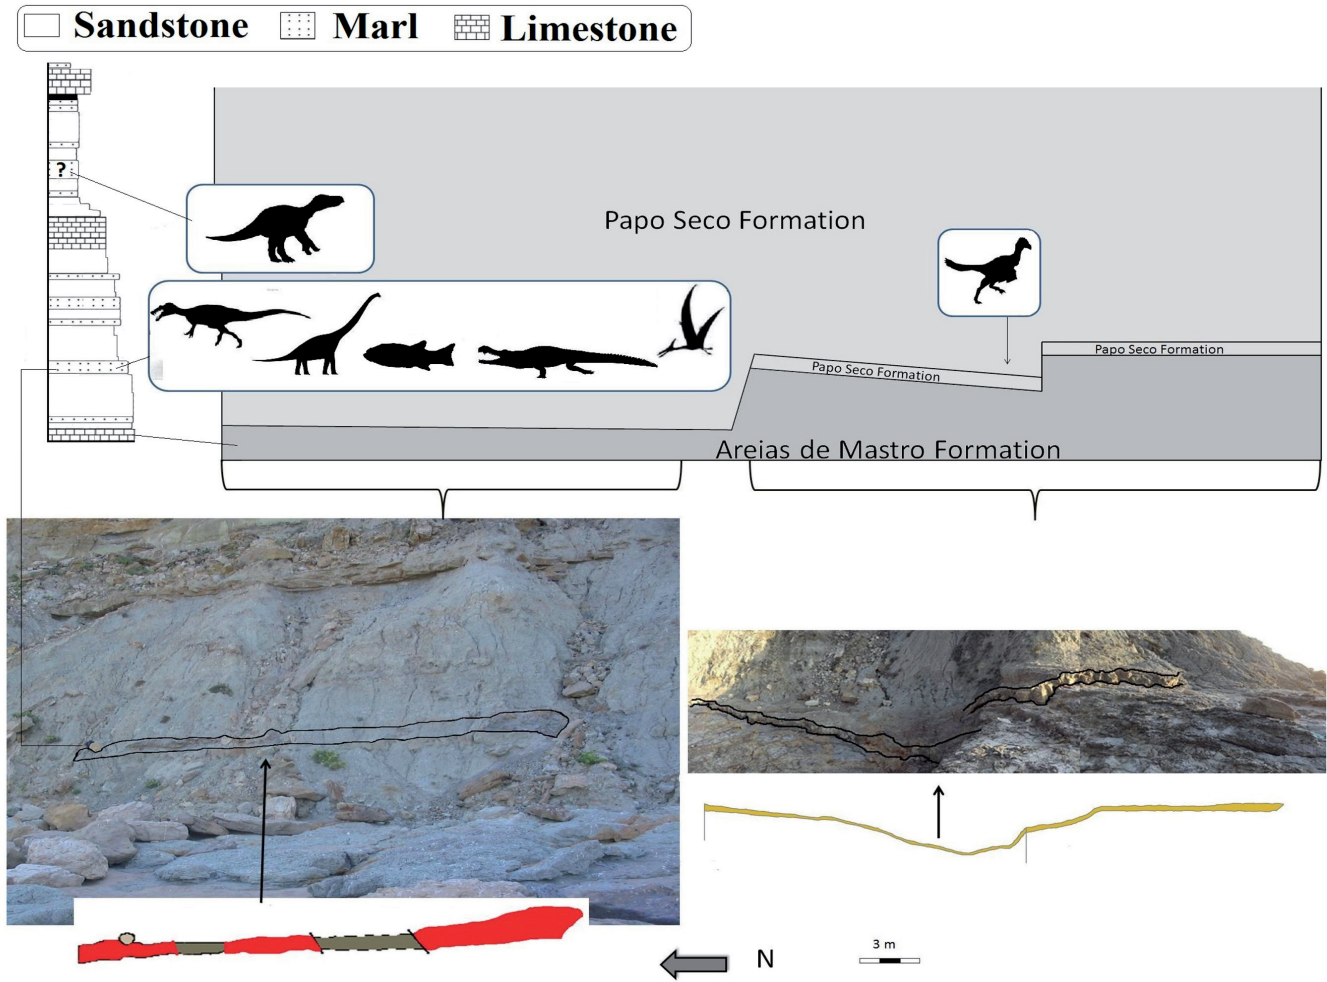 Sandstone Marl Limestone
?
Papo Seco Formation
Papo Seco Formation
Papo Seco Formation
Areias de Mastro Formation
N
3 m